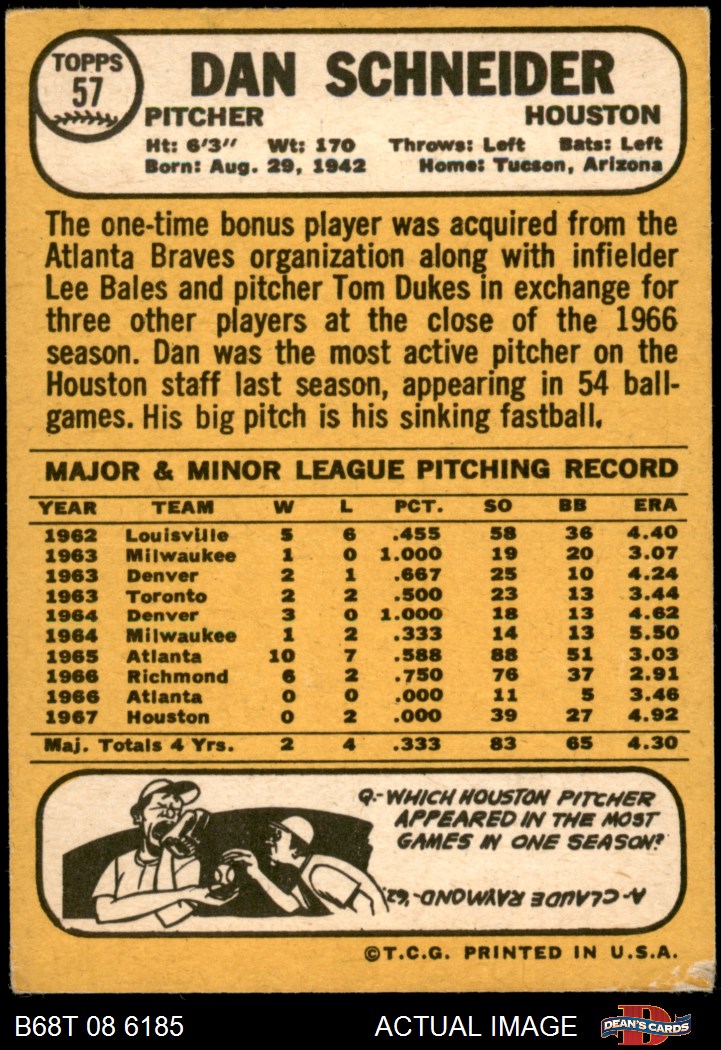 TOPPS
57
DAN SCHNEIDER
PITCHER HOUSTON
Ht: 6'3" Wt: 170 Throws: Left Bats: Left
Born: Aug. 29, 1942 Home: Tucson, Arizona
The one-time bonus player was acquired from the
Atlanta Braves organization along with infielder
Lee Bales and pitcher Tom Dukes in exchange for
three other players at the close of the 1966
season. Dan was the most active pitcher on the
Houston staff last season, appearing in 54 ball-
games. His big pitch is his sinking fastball.
MAJOR & MINOR LEAGUE PITCHING RECORD
YEAR TEAM W L PCT. SO BB ERA
1962 Louisville 5 6 .455 58 36 4.40
1963 Milwaukee 1 0 1.000 19 20 3.07
1963 Denver 2 1 .667 25 10 4.24
1963 Toronto 2 2 .500 23 13 3.44
1964 Denver 3 0 1.000 18 13 4.62
1964 Milwaukee 1 2 .333 14 13 5.50
1965 Atlanta 10 7 .588 88 51 3.03
1966 Richmond 6 2 .750 76 37 2.91
1966 Atlanta 0 0 .000 11 5 3.46
1967 Houston 0 2 .000 39 27 4.92
Maj. Totals 4 Yrs. 2 4 .333 83 65 4.30
Q.- WHICH HOUSTON PITCHER
APPEARED IN THE MOST
GAMES IN ONE SEASON?
A- CLAUDE RAYMOND-'62.
©T.C.G. PRINTED IN U.S.A.
B68T 08 6185 ACTUAL IMAGE DEAN'S CARDS